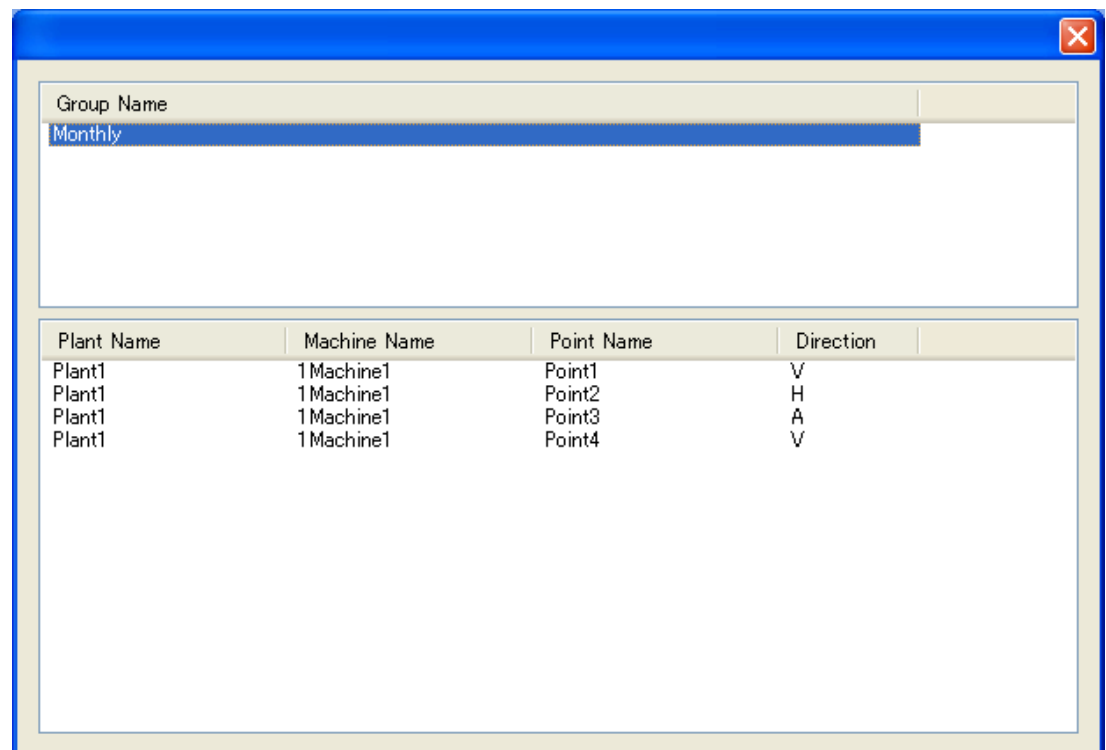 Group Name
Monthly
Plant Name Machine Name Point Name Direction
Plant1 1Machine1 Point1 V
Plant1 1Machine1 Point2 H
Plant1 1Machine1 Point3 A
Plant1 1Machine1 Point4 V